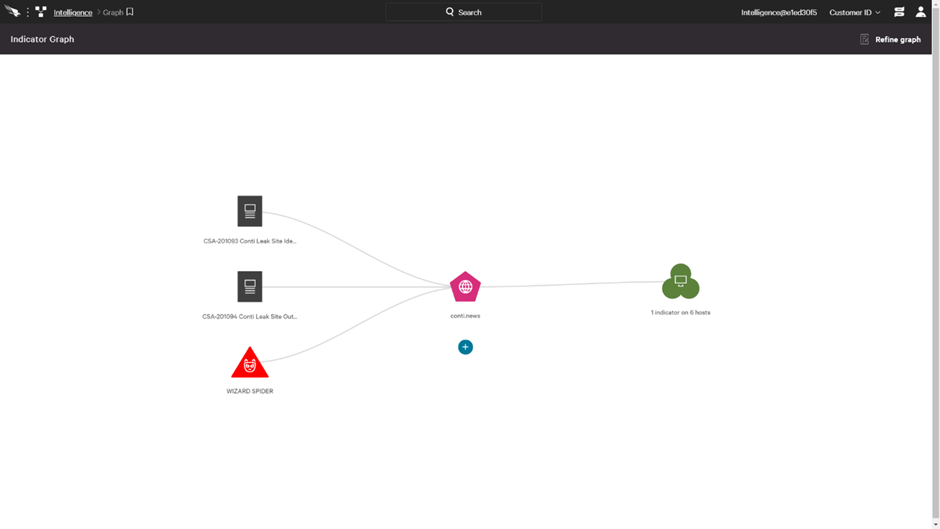 Intelligence > Graph
Search
Intelligence@e1ed30f5
Customer ID
Indicator Graph
Refine graph
CSA-201093 Conti Leak Site Ide...
CSA-201094 Conti Leak Site Out...
conti.news
1 indicator on 6 hosts
WIZARD SPIDER